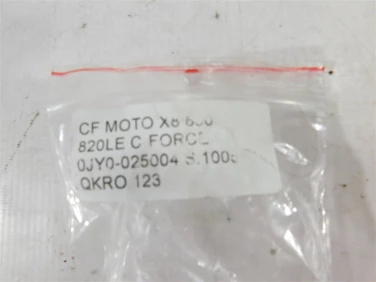 CF MOTO X8
820LE C FORCE
0JY0-025004
QKRO 123